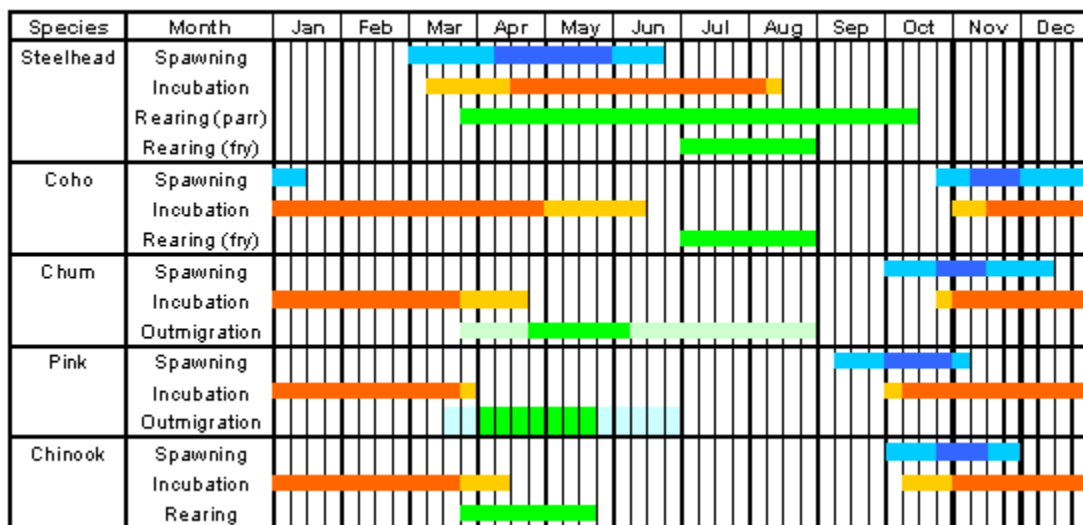 Species Month Jan Feb Mar Apr May Jun Jul Aug Sep Oct Nov Dec
Steelhead Spawning
Incubation
Rearing (parr)
Rearing (fry)
Coho Spawning
Incubation
Rearing (fry)
Chum Spawning
Incubation
Outmigration
Pink Spawning
Incubation
Outmigration
Chinook Spawning
Incubation
Rearing